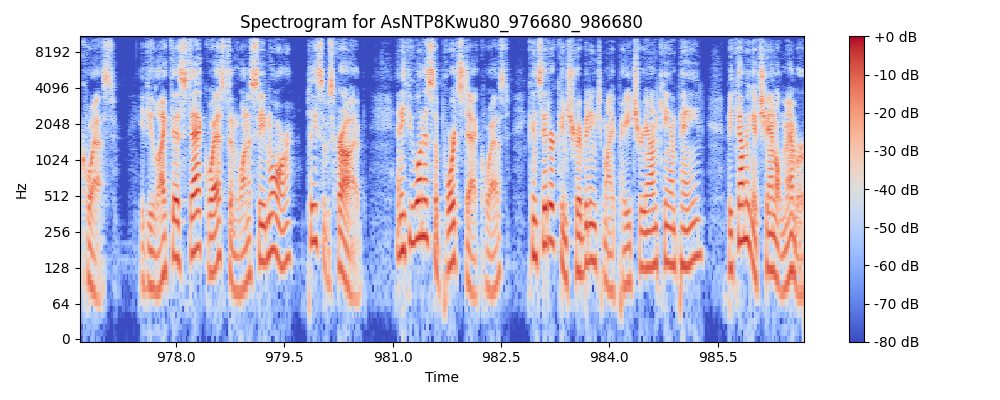 Spectrogram for AsNTP8Kwu80_976680_986680
8192
4096
2048
1024
512
256
128
64
0
Hz
978.0
979.5
981.0
982.5
984.0
985.5
Time
+0 dB
-10 dB
-20 dB
-30 dB
-40 dB
-50 dB
-60 dB
-70 dB
-80 dB